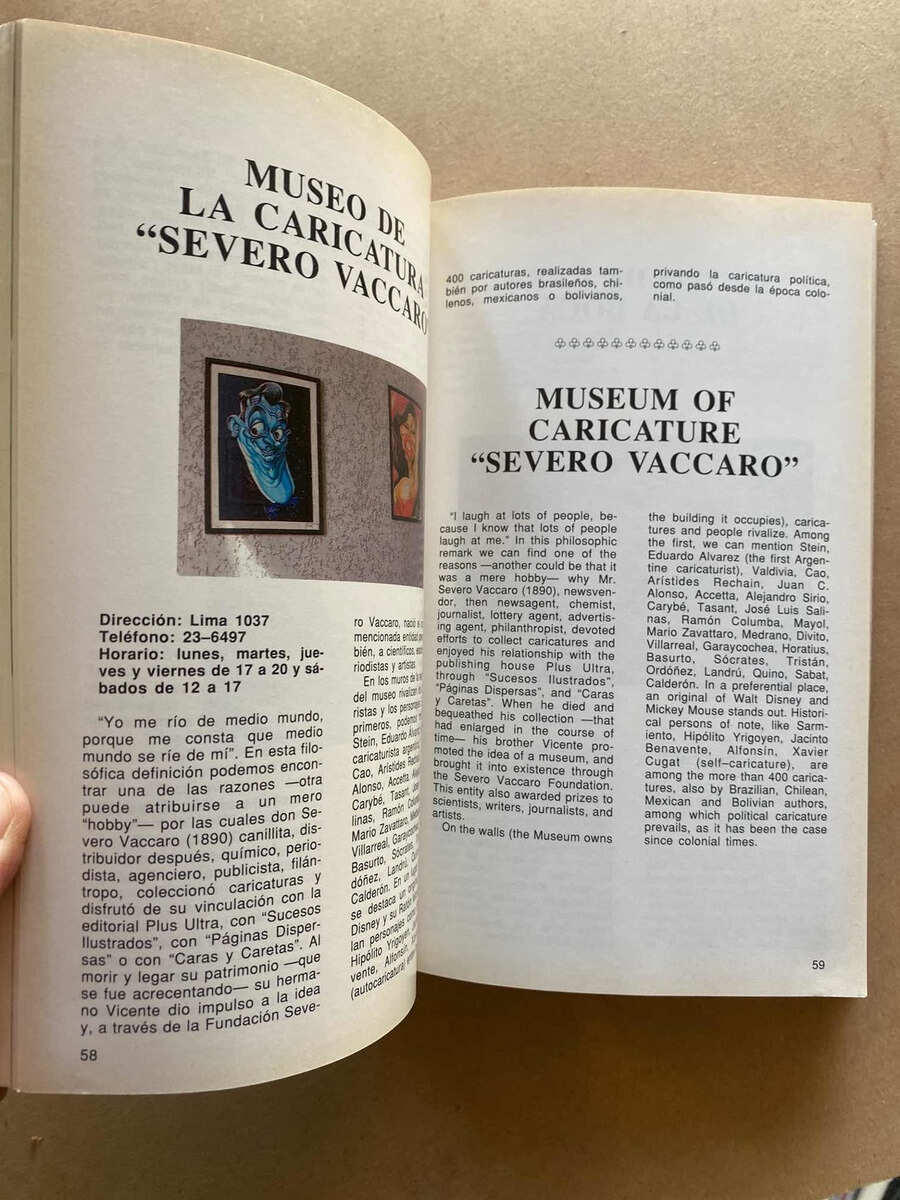 MUSEO DE
LA CARICATURA
“SEVERO VACCARO
Dirección: Lima 1037
Teléfono: 23–6497
Horario: lunes, martes, jue-
ves y viernes de 17 a 20 y sá-
bados de 12 a 17
“Yo me río de medio mundo,
porque me consta que medio
mundo se ríe de mí”. En esta filo-
sófica definición podemos encon-
trar una de las razones —otra
puede atribuirse a un mero
“hobby”— por las cuales don Se-
vero Vaccaro (1890) canillita, dis-
tribuidor después, químico, perio-
dista, agenciero, publicista, filán-
tropo, coleccionó caricaturas y
disfrutó de su vinculación con la
editorial Plus Ultra, con “Sucesos
Ilustrados”, con “Páginas Disper-
sas” o con “Caras y Caretas”. Al
morir y legar su patrimonio —que
se fue acrecentando— su herma-
no Vicente dio impulso a la idea
y, a través de la Fundación Seve-
58
ro Vaccaro, nació
mencionada entidad
bién, a científicos,
riodistas y artistas.
En los muros de la
del museo rivalizan
ristas y los
primeros, podemos
Stein, Eduardo
caricaturista
Cao, Arístides Rechain,
Alonso, Accetta,
Carybé, Tasant, José
linas, Ramón
Mario Zavattaro,
Villarreal, Garaycochea,
Basurto, Sócrates,
dóñez, Landrú,
Calderón. En un
se destaca un
Disney y su Ratón
lan personajes
Hipólito Yrigoyen,
vente, Alfonsín,
(autocaricatura)
400 caricaturas, realizadas tam-
bién por autores brasileños, chi-
lenos, mexicanos o bolivianos,
privando la caricatura política,
como pasó desde la época colo-
nial.
MUSEUM OF
CARICATURE
“SEVERO VACCARO”
“I laugh at lots of people, be-
cause I know that lots of people
laugh at me.” In this philosophic
remark we can find one of the
reasons —another could be that it
was a mere hobby— why Mr.
Severo Vaccaro (1890), newsven-
dor, then newsagent, chemist,
journalist, lottery agent, advertis-
ing agent, philanthropist, devoted
efforts to collect caricatures and
enjoyed his relationship with the
publishing house Plus Ultra,
through “Sucesos Ilustrados”,
“Páginas Dispersas”, and “Caras
y Caretas”. When he died and
bequeathed his collection —that
had enlarged in the course of
time— his brother Vicente pro-
moted the idea of a museum, and
brought it into existence through
the Severo Vaccaro Foundation.
This entity also awarded prizes to
scientists, writers, journalists, and
artists.
On the walls (the Museum owns
the building it occupies), carica-
tures and people rivalize. Among
the first, we can mention Stein,
Eduardo Alvarez (the first Argen-
tine caricaturist), Valdivia, Cao,
Arístides Rechain, Juan C.
Alonso, Accetta, Alejandro Sirio,
Carybé, Tasant, José Luis Sali-
nas, Ramón Columba, Mayol,
Mario Zavattaro, Medrano, Divito,
Villarreal, Garaycochea, Horatius,
Basurto, Sócrates, Tristán,
Ordóñez, Landrú, Quino, Sabat,
Calderón. In a preferential place,
an original of Walt Disney and
Mickey Mouse stands out. Histori-
cal persons of note, like Sarm-
iento, Hipólito Yrigoyen, Jacinto
Benavente, Alfonsín, Xavier
Cugat (self–caricature), are
among the more than 400 carica-
tures, also by Brazilian, Chilean,
Mexican and Bolivian authors,
among which political caricature
prevails, as it has been the case
since colonial times.
59